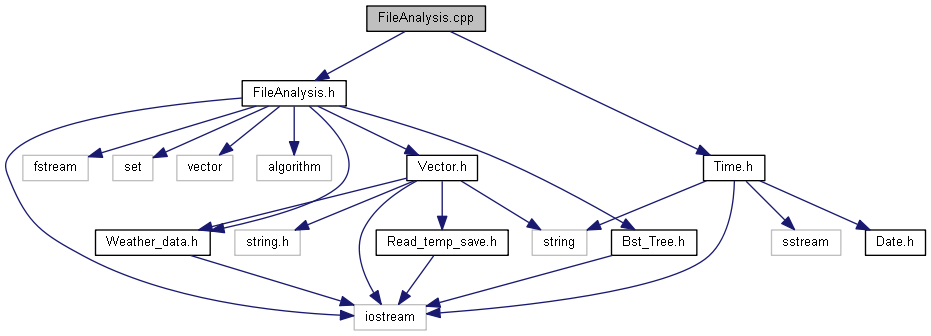 FileAnalysis.cpp
FileAnalysis.h
fstream
set
vector
algorithm
Vector.h
Time.h
Weather_data.h
string.h
Read_temp_save.h
string
Bst_Tree.h
sstream
Date.h
iostream